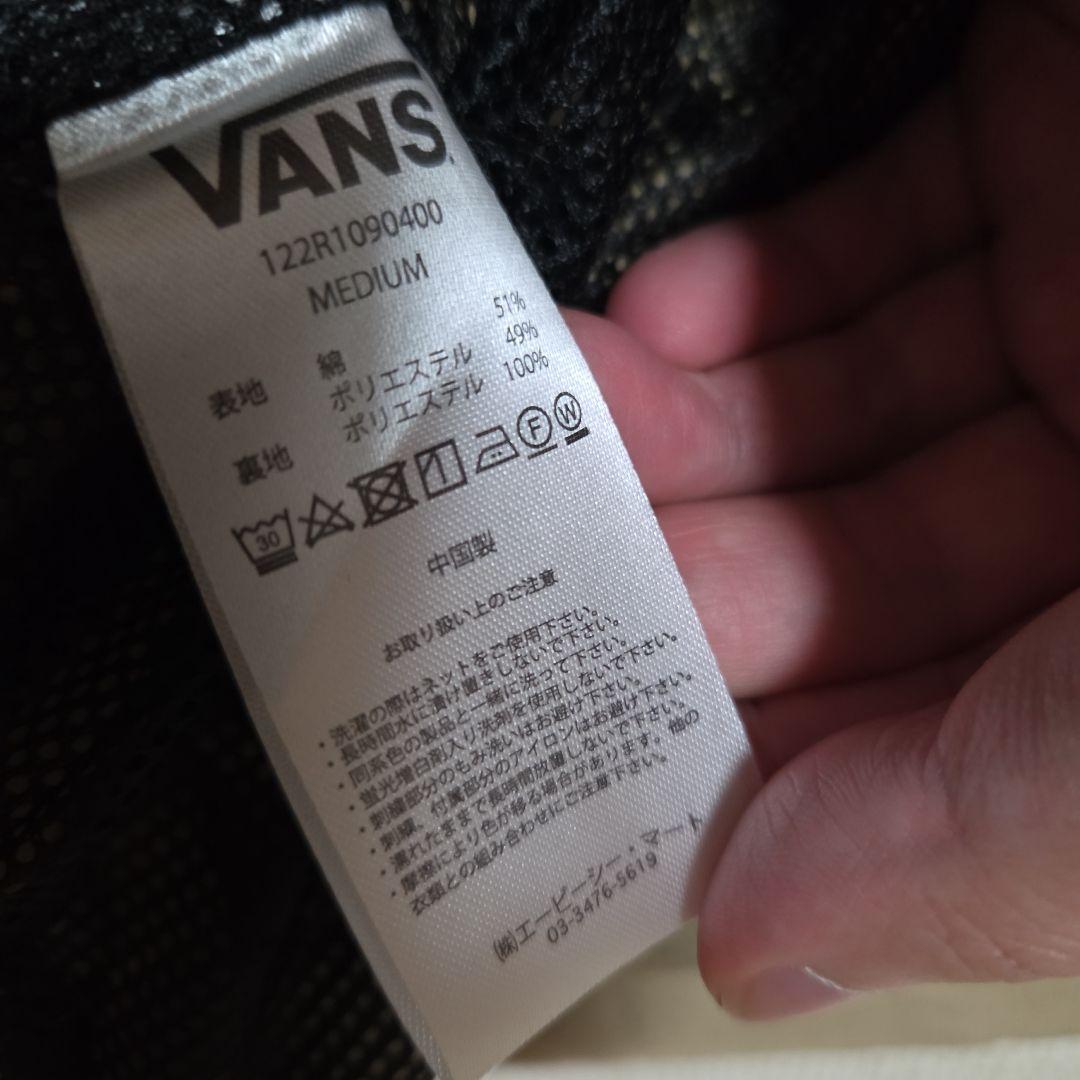 VANS
122R1090400
MEDIUM
表地 綿 51%
ポリエステル 49%
裏地 ポリエステル 100%
30 F W
中国製
お取り扱い上のご注意
・洗濯の際はネットをご使用下さい。
・長時間水に漬け置きしないで下さい。
・同系色の製品と一緒に洗って下さい。
・蛍光増白剤入り洗剤を使用しないで下さい。
・刺繍部分のもみ洗いはお避け下さい。
・刺繍、付属部分のアイロンはお避け下さい。
・濡れたままで長時間放置しないで下さい。
・摩擦により色が移る場合があります。他の
衣類との組み合わせにご注意下さい。
㈱エービーシー・マート
03-3476-5619